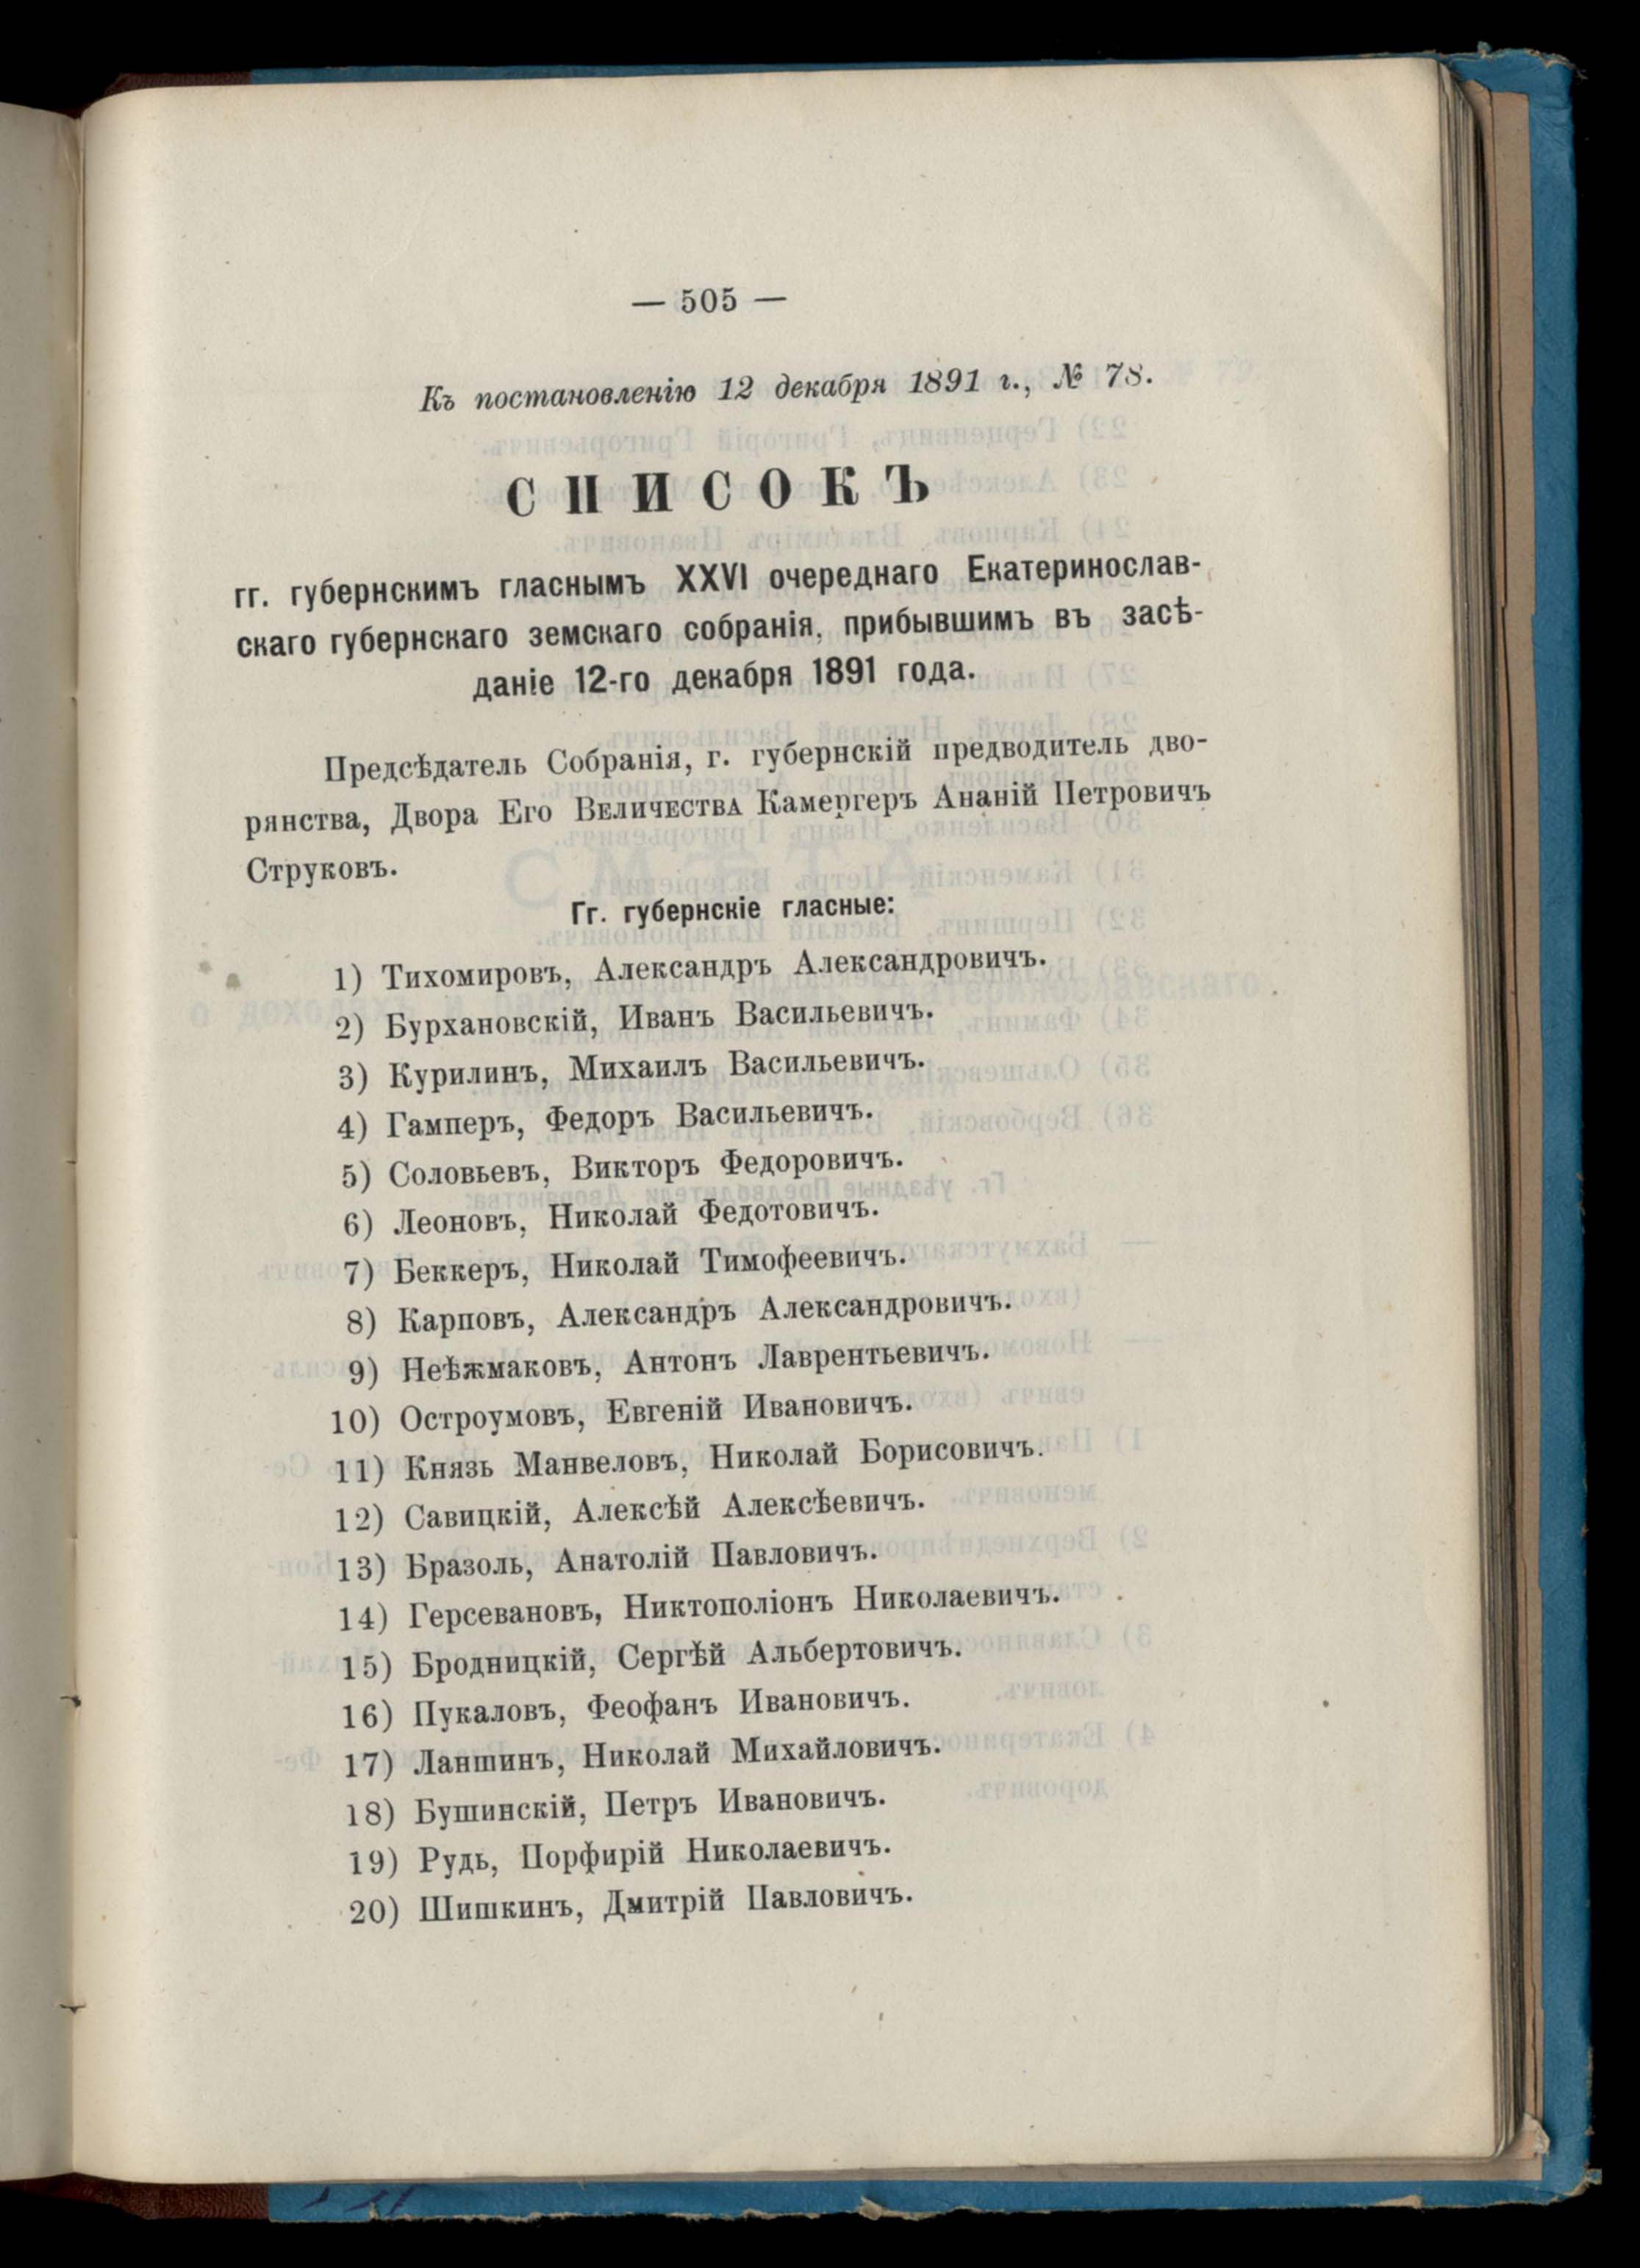 — 505 —
Къ постановленію 12 декабря 1891 г., № 78.
СПИСОКЪ
гг. губернскимъ гласнымъ XXVI очереднаго Екатеринослав-
скаго губернскаго земскаго собранія, прибывшимъ въ засѣ-
даніе 12-го декабря 1891 года.
Предсѣдатель Собранія, г. губернскій предводитель дво-
рянства, Двора Его Величества Камергеръ Ананій Петровичъ
Струковъ.
Гг. губернскіе гласные:
1) Тихомировъ, Александръ Александровичъ.
2) Бурхановскій, Иванъ Васильевичъ.
3) Курилинъ, Михаилъ Васильевичъ.
4) Гамперъ, Федоръ Васильевичъ.
5) Соловьевъ, Викторъ Федоровичъ.
6) Леоновъ, Николай Федотовичъ.
7) Беккеръ, Николай Тимофеевичъ.
8) Карповъ, Александръ Александровичъ.
9) Неѣжмаковъ, Антонъ Лаврентьевичъ.
10) Остроумовъ, Евгеній Ивановичъ.
11) Князь Манвеловъ, Николай Борисовичъ.
12) Савицкій, Алексѣй Алексѣевичъ.
13) Бразоль, Анатолій Павловичъ.
14) Герсевановъ, Никтополіонъ Николаевичъ.
15) Бродницкій, Сергѣй Альбертовичъ.
16) Пукаловъ, Феофанъ Ивановичъ.
17) Ланшинъ, Николай Михайловичъ.
18) Бушинскій, Петръ Ивановичъ.
19) Рудь, Порфирій Николаевичъ.
20) Шишкинъ, Дмитрій Павловичъ.